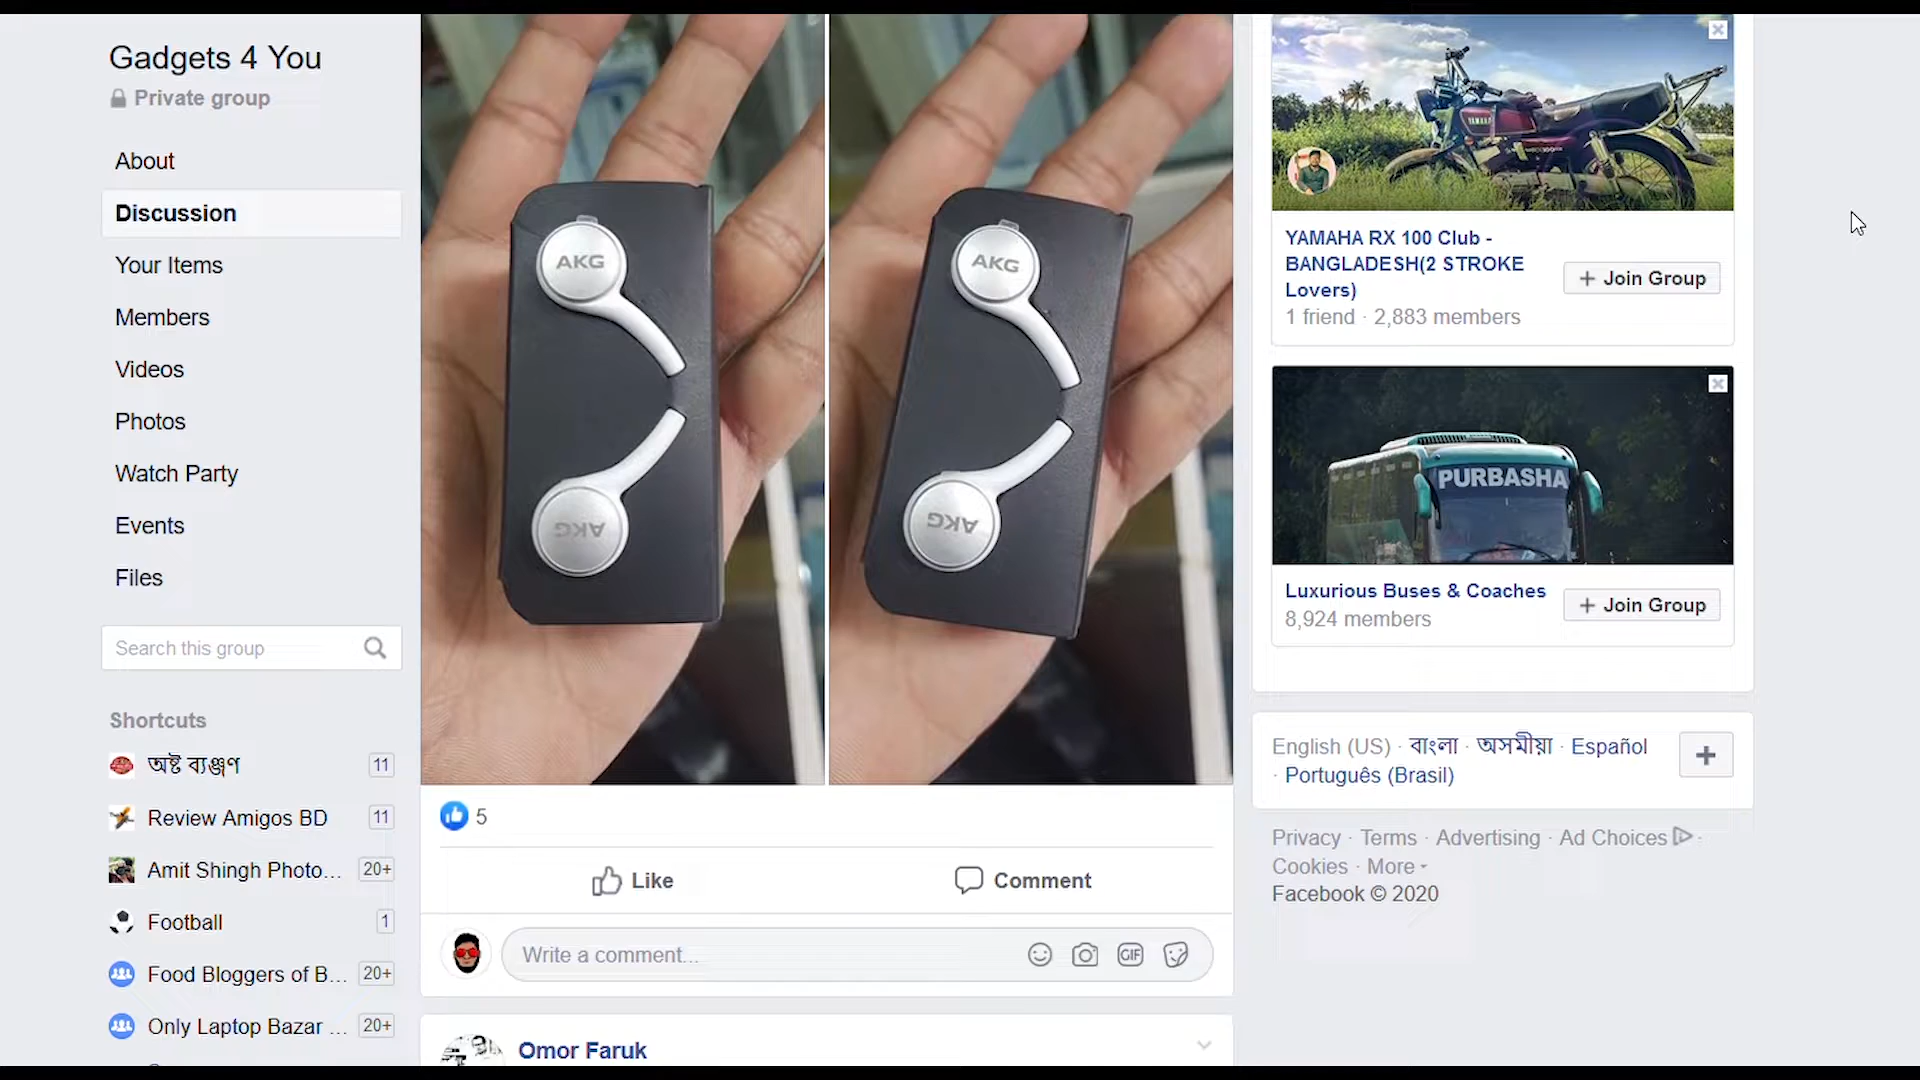 Gadgets 4 You
Private group
About
Discussion
Your Items
Members
Videos
Photos
Watch Party
Events
Files
Search this group
Shortcuts
অষ্ট ব্যঞ্জণ 11
Review Amigos BD 11
Amit Shingh Photo... 20+
Football 1
Food Bloggers of B... 20+
Only Laptop Bazar ... 20+
AKG
AKG
AKG
AKG
5
Like
Comment
Write a comment...
GIF
Omor Faruk
YAMAHA
YAMAHA RX 100 Club -
BANGLADESH(2 STROKE
Lovers)
+ Join Group
1 friend · 2,883 members
PURBASHA
Luxurious Buses & Coaches
+ Join Group
8,924 members
English (US) · বাংলা · অসমীয়া · Español
· Português (Brasil)
Privacy · Terms · Advertising · Ad Choices ·
Cookies · More
Facebook © 2020